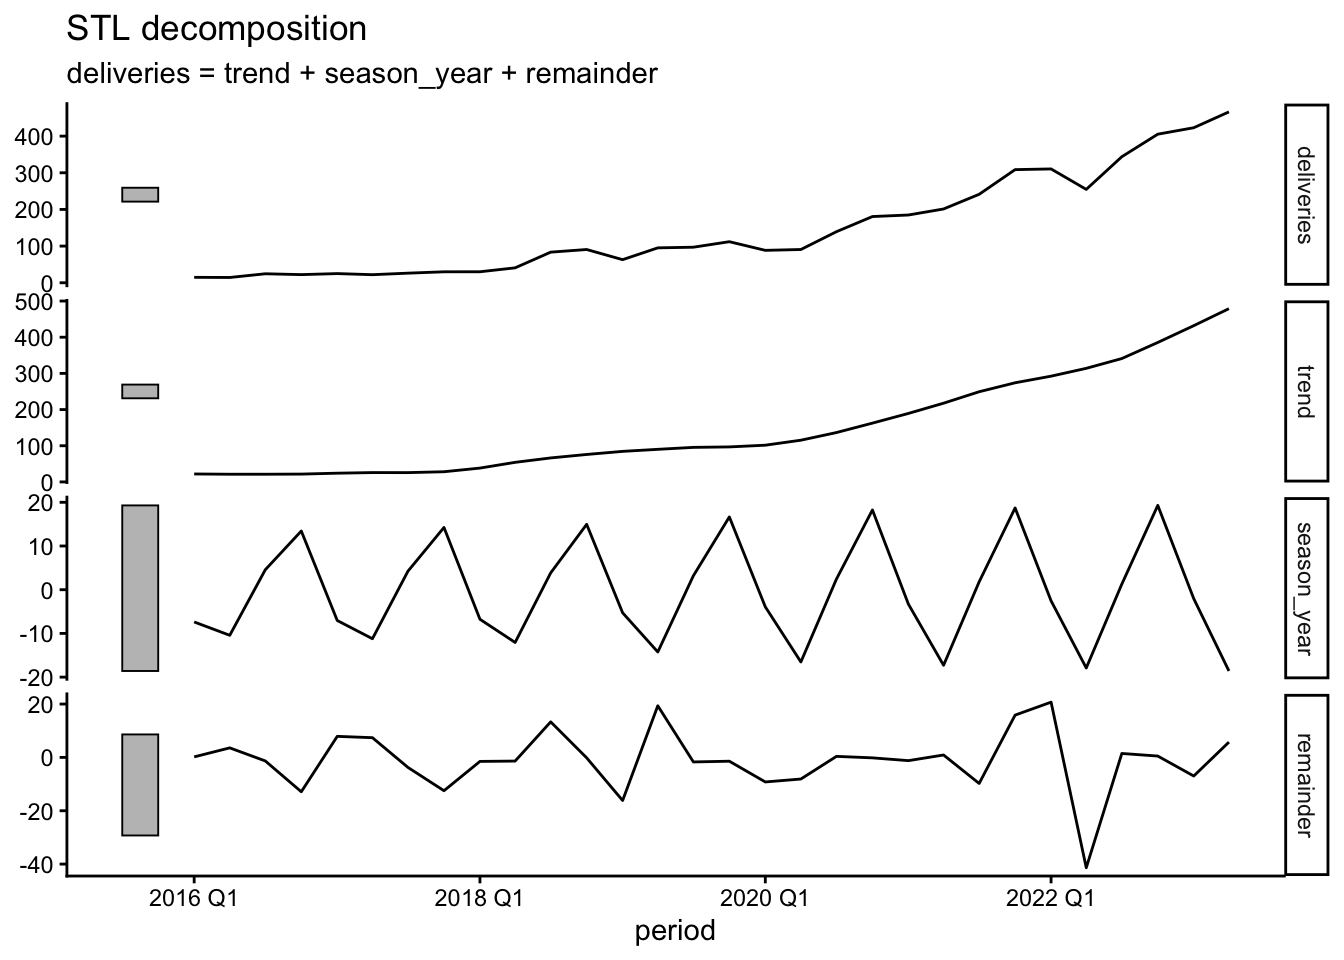 STL decomposition
deliveries = trend + season_year + remainder
400
300
200
100
0
deliveries
500
400
300
200
100
0
trend
20
10
0
-10
-20
season_year
20
0
-20
-40
remainder
2016 Q1 2018 Q1 2020 Q1 2022 Q1
period